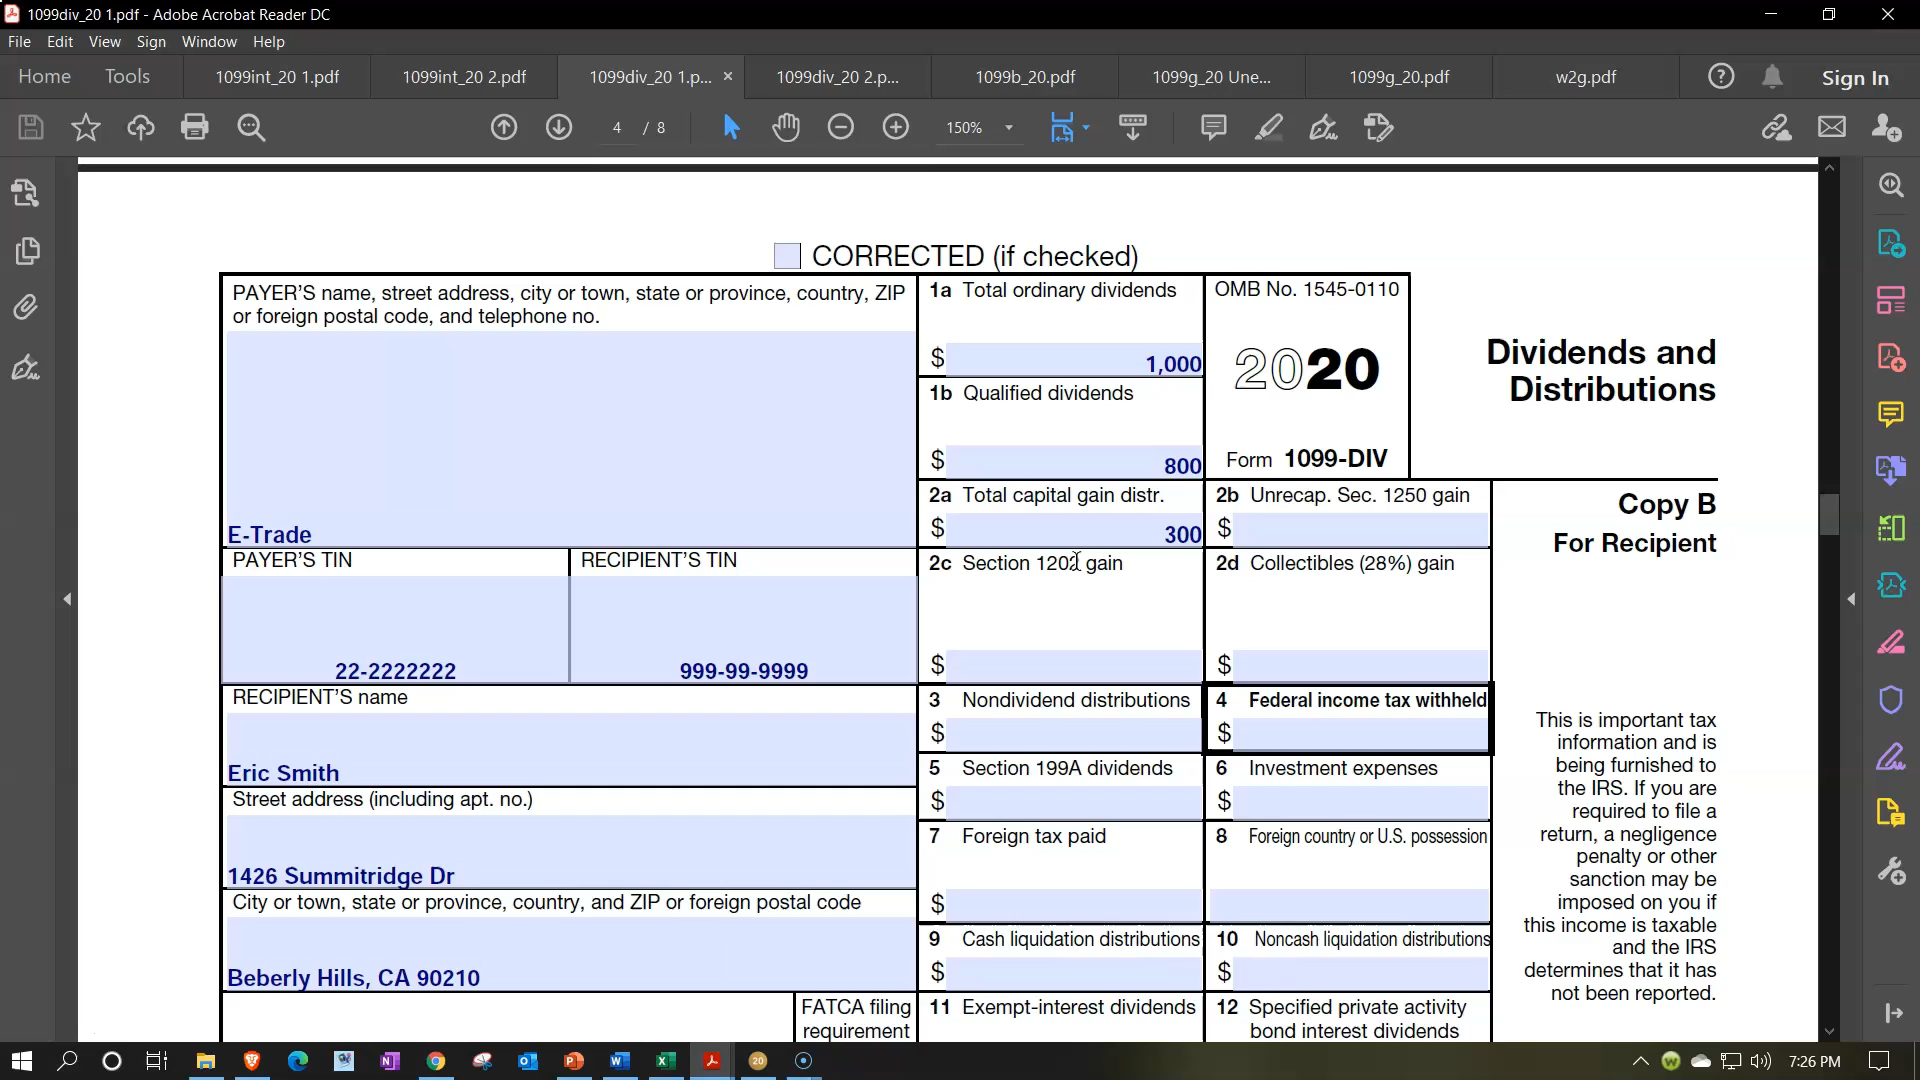 1099div_20 1.pdf - Adobe Acrobat Reader DC
File Edit View Sign Window Help
Home Tools 1099int_20 1.pdf 1099int_20 2.pdf 1099div_20 1.p... × 1099div_20 2.p... 1099b_20.pdf 1099g_20 Une... 1099g_20.pdf w2g.pdf Sign In
4 / 8 150%
CORRECTED (if checked)
PAYER'S name, street address, city or town, state or province, country, ZIP
or foreign postal code, and telephone no.
E-Trade
1a Total ordinary dividends
$ 1,000
1b Qualified dividends
$ 800
OMB No. 1545-0110
2020
Form 1099-DIV
Dividends and
Distributions
2a Total capital gain distr.
$ 300
2b Unrecap. Sec. 1250 gain
$
Copy B
For Recipient
PAYER'S TIN
22-2222222
RECIPIENT'S TIN
999-99-9999
2c Section 1202 gain
$
2d Collectibles (28%) gain
$
RECIPIENT'S name
Eric Smith
3 Nondividend distributions
$
4 Federal income tax withheld
$
5 Section 199A dividends
$
6 Investment expenses
$
Street address (including apt. no.)
1426 Summitridge Dr
7 Foreign tax paid
$
8 Foreign country or U.S. possession
City or town, state or province, country, and ZIP or foreign postal code
Beberly Hills, CA 90210
9 Cash liquidation distributions
$
10 Noncash liquidation distributions
$
FATCA filing
requirement
11 Exempt-interest dividends
12 Specified private activity
bond interest dividends
This is important tax
information and is
being furnished to
the IRS. If you are
required to file a
return, a negligence
penalty or other
sanction may be
imposed on you if
this income is taxable
and the IRS
determines that it has
not been reported.
7:26 PM